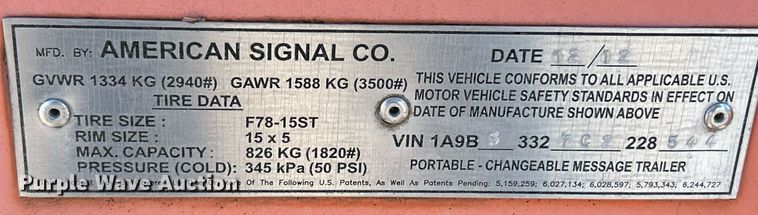 MFD. BY: AMERICAN SIGNAL CO. DATE 12/12
GVWR 1334 KG (2940#) GAWR 1588 KG (3500#)
TIRE DATA
TIRE SIZE : F78-15ST
RIM SIZE : 15 x 5
MAX. CAPACITY : 826 KG (1820#)
PRESSURE (COLD): 345 kPa (50 PSI)
THIS VEHICLE CONFORMS TO ALL APPLICABLE U.S.
MOTOR VEHICLE SAFETY STANDARDS IN EFFECT ON
DATE OF MANUFACTURE SHOWN ABOVE
VIN 1A9B 332 228 544
PORTABLE - CHANGEABLE MESSAGE TRAILER
Of The Following U.S. Patents, As Well As Patents Pending: 5,159,259; 6,027,134; 6,028,597; 5,793,343; 6,244,727
Purple Wave Auction